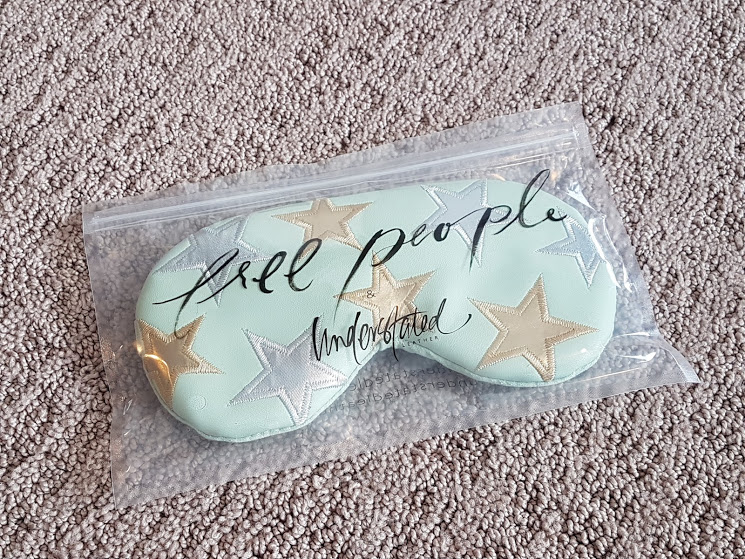 free people
&
Understated
LEATHER